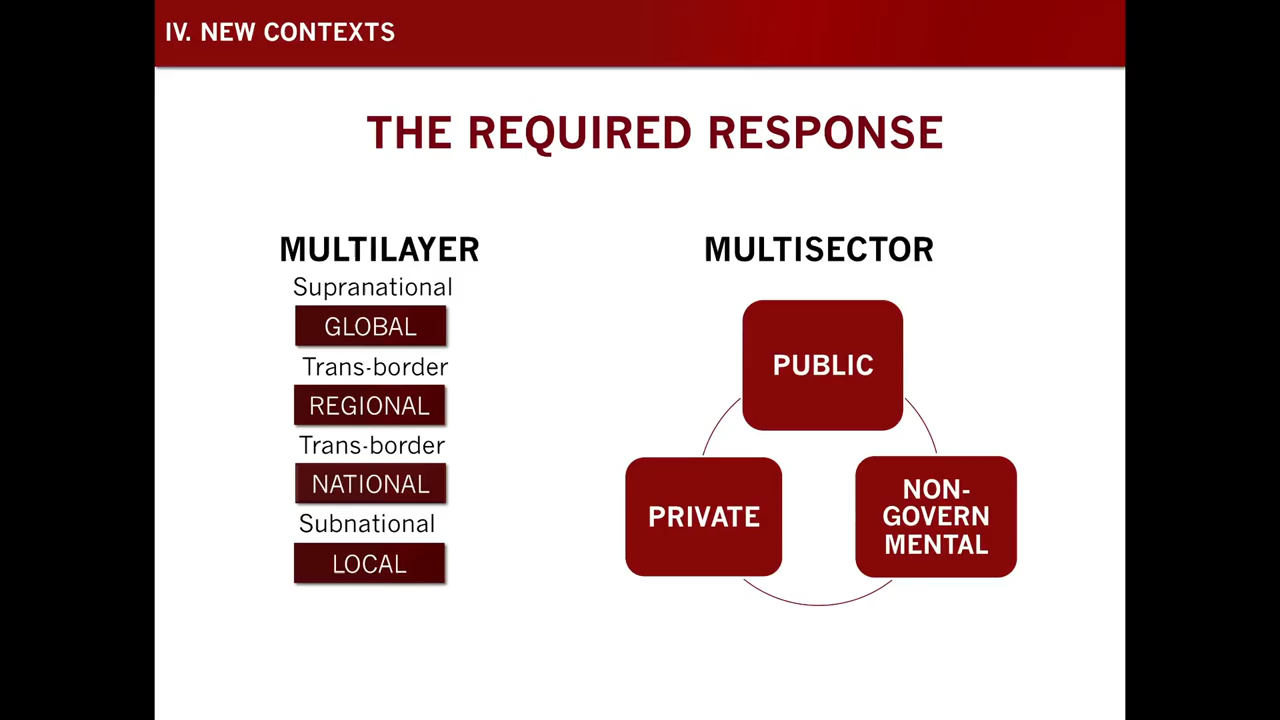 IV. NEW CONTEXTS
THE REQUIRED RESPONSE
MULTILAYER
Supranational
GLOBAL
Trans-border
REGIONAL
Trans-border
NATIONAL
Subnational
LOCAL
MULTISECTOR
PUBLIC
PRIVATE
NON-
GOVERN
MENTAL